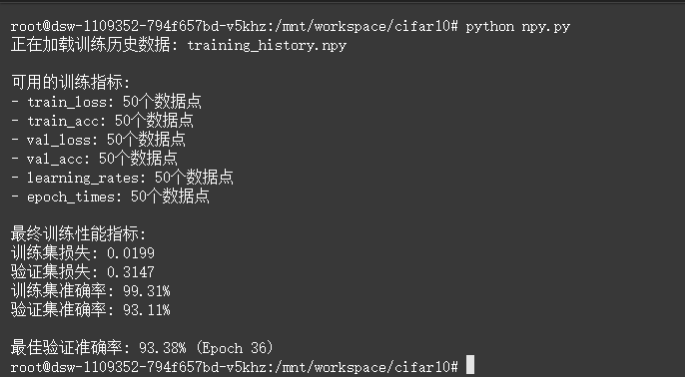 root@dsw-1109352-794f657bd-v5khz:/mnt/workspace/cifar10# python npy.py
正在加载训练历史数据: training_history.npy
可用的训练指标:
- train_loss: 50个数据点
- train_acc: 50个数据点
- val_loss: 50个数据点
- val_acc: 50个数据点
- learning_rates: 50个数据点
- epoch_times: 50个数据点
最终训练性能指标:
训练集损失: 0.0199
验证集损失: 0.3147
训练集准确率: 99.31%
验证集准确率: 93.11%
最佳验证准确率: 93.38% (Epoch 36)
root@dsw-1109352-794f657bd-v5khz:/mnt/workspace/cifar10#